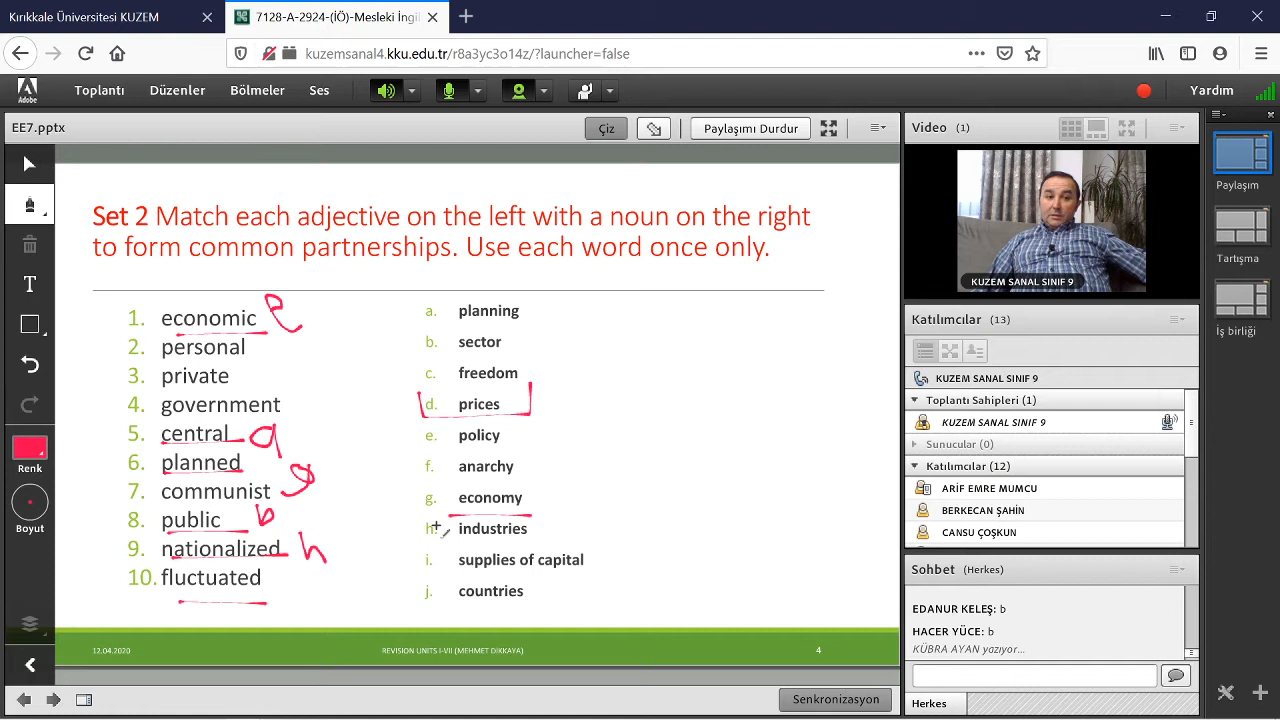 Kırıkkale Üniversitesi KUZEM
7128-A-2924-(İÖ)-Mesleki İngil
kuzemsanal4.kku.edu.tr/r8a3yc3o14z/?launcher=false
Adobe
Toplantı
Düzenler
Bölmeler
Ses
Yardım
EE7.pptx
Çiz
Paylaşımı Durdur
Renk
Boyut
Set 2 Match each adjective on the left with a noun on the right
to form common partnerships. Use each word once only.
1. economic e
2. personal
3. private
4. government
5. central a
6. planned
7. communist g
8. public b
9. nationalized h
10. fluctuated
a. planning
b. sector
c. freedom
d. prices
e. policy
f. anarchy
g. economy
h. industries
i. supplies of capital
j. countries
12.04.2020
REVISION UNITS I-VII (MEHMET DİKKAYA)
4
Senkronizasyon
Video (1)
KUZEM SANAL SINIF 9
Katılımcılar (13)
KUZEM SANAL SINIF 9
Toplantı Sahipleri (1)
KUZEM SANAL SINIF 9
Sunucular (0)
Katılımcılar (12)
ARİF EMRE MUMCU
BERKECAN ŞAHİN
CANSU ÇOŞKUN
Sohbet (Herkes)
EDANUR KELEŞ: b
HACER YÜCE: b
KÜBRA AYAN yazıyor...
Herkes
Paylaşım
Tartışma
İş birliği